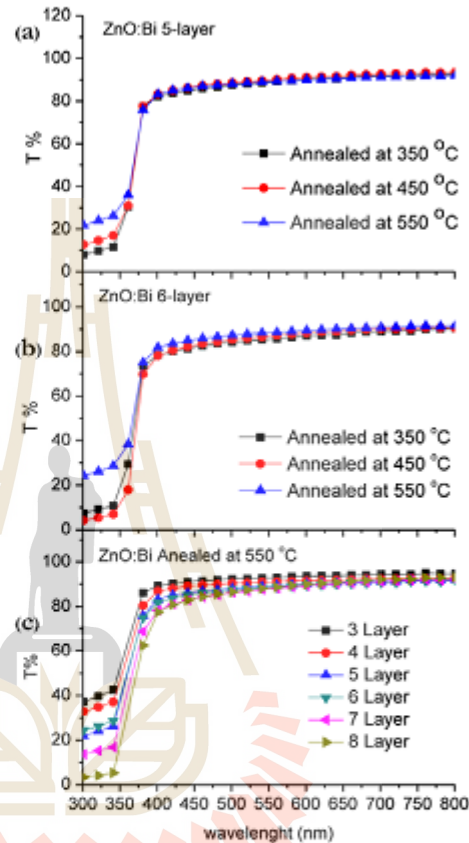 (a)
ZnO:Bi 5-layer
120
100
80
60
40
20
0
T %
Annealed at 350 °C
Annealed at 450 °C
Annealed at 550 °C
(b)
ZnO:Bi 6-layer
100
80
60
40
20
0
T %
Annealed at 350 °C
Annealed at 450 °C
Annealed at 550 °C
(c)
ZnO:Bi Anealed at 550 °C
100
80
60
40
20
0
T%
3 Layer
4 Layer
5 Layer
6 Layer
7 Layer
8 Layer
300 350 400 450 500 550 600 650 700 750 800
wavelenght (nm)